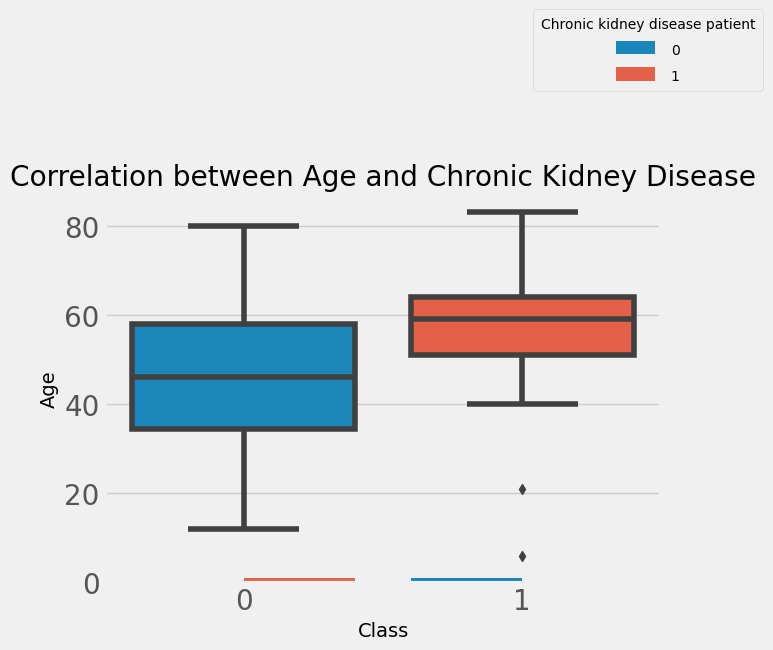 Chronic kidney disease patient
0
1
Correlation between Age and Chronic Kidney Disease
80
60
40
20
0
Age
0 1
Class